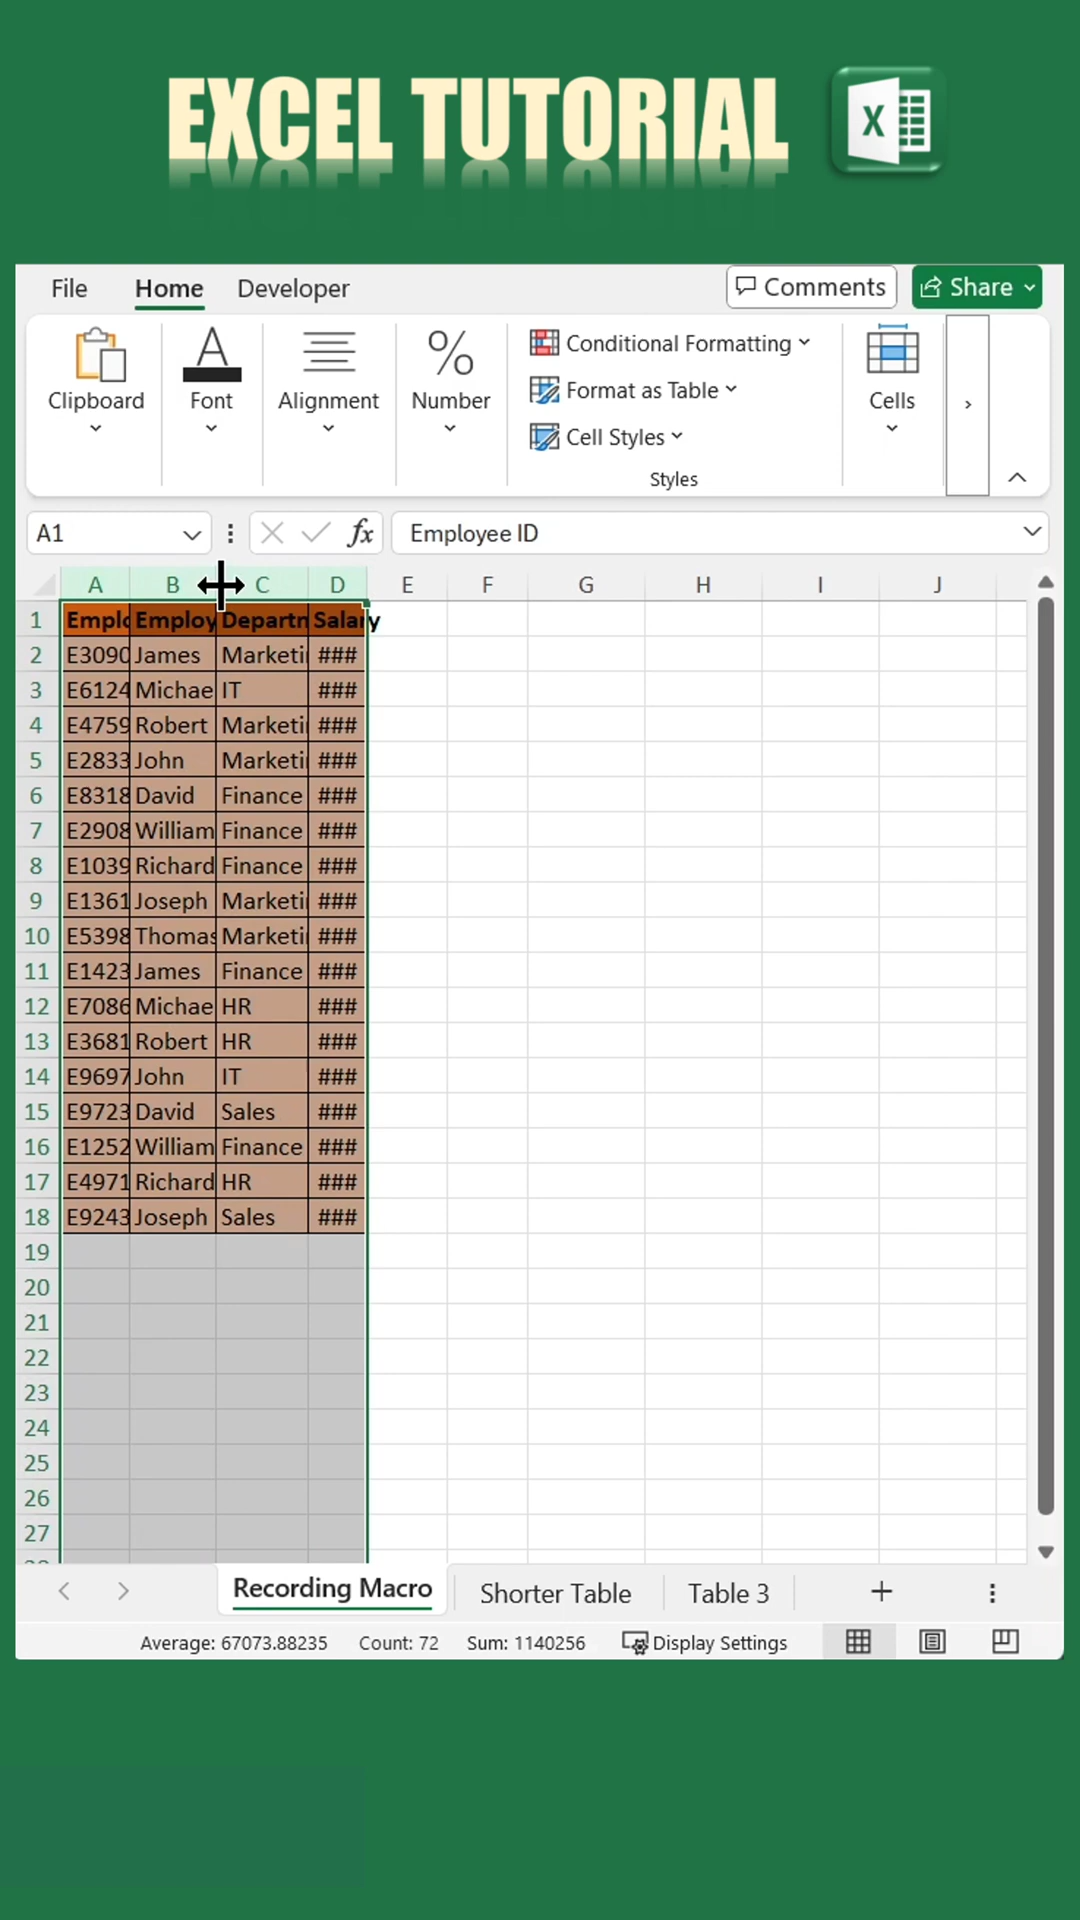 EXCEL TUTORIAL
X
File Home Developer Comments Share
Clipboard Font Alignment Number Conditional Formatting Format as Table Cell Styles Styles Cells
A1 fx Employee ID
A B C D E F G H I J
1 Emplo Employ Departn Salary
2 E3090 James Marketi ###
3 E6124 Michae IT ###
4 E4759 Robert Marketi ###
5 E2833 John Marketi ###
6 E8318 David Finance ###
7 E2908 William Finance ###
8 E1039 Richard Finance ###
9 E1361 Joseph Marketi ###
10 E5398 Thomas Marketi ###
11 E1423 James Finance ###
12 E7086 Michae HR ###
13 E3681 Robert HR ###
14 E9697 John IT ###
15 E9723 David Sales ###
16 E1252 William Finance ###
17 E4971 Richard HR ###
18 E9243 Joseph Sales ###
19
20
21
22
23
24
25
26
27
Recording Macro Shorter Table Table 3 +
Average: 67073.88235 Count: 72 Sum: 1140256 Display Settings